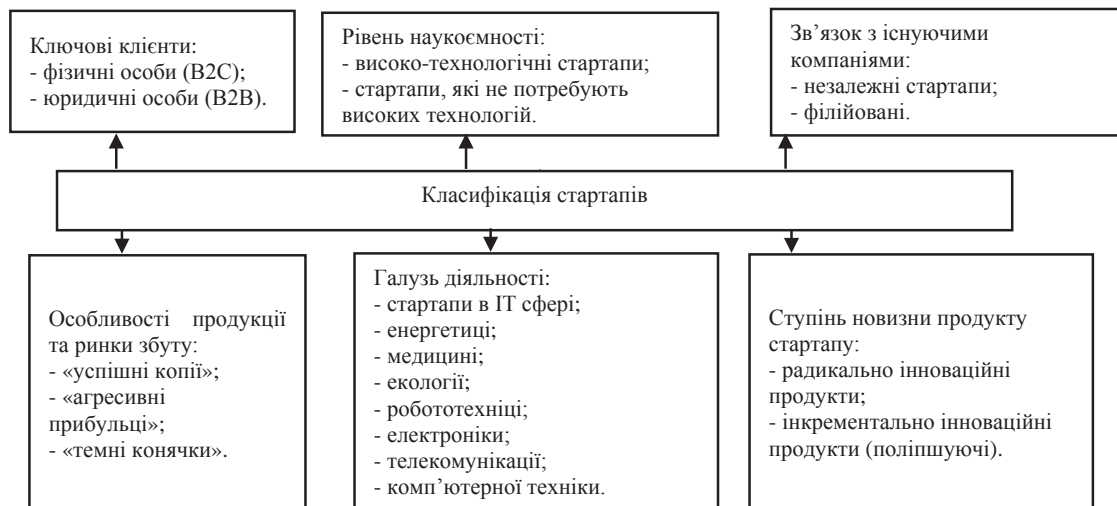 Ключові клієнти:
- фізичні особи (B2C);
- юридичні особи (B2B).
Рівень наукоємності:
- високо-технологічні стартапи;
- стартапи, які не потребують
високих технологій.
Зв’язок з існуючими
компаніями:
- незалежні стартапи;
- філійовані.
Класифікація стартапів
Особливості продукції
та ринки збуту:
- «успішні копії»;
- «агресивні
прибульці»;
- «темні конячки».
Галузь діяльності:
- стартапи в ІТ сфері;
- енергетиці;
- медицині;
- екології;
- робототехніці;
- електроніки;
- телекомунікації;
- комп’ютерної техніки.
Ступінь новизни продукту
стартапу:
- радикально інноваційні
продукти;
- інкрементально інноваційні
продукти (поліпшуючі).